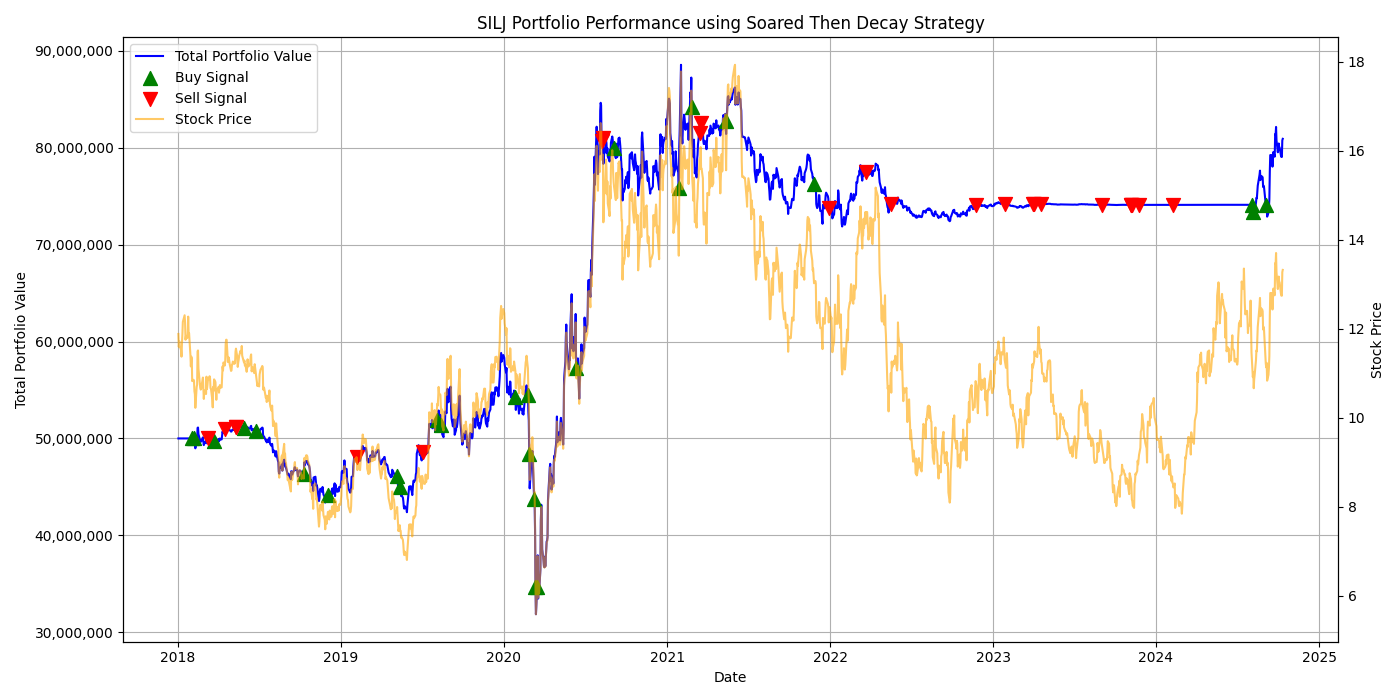 SILJ Portfolio Performance using Soared Then Decay Strategy
Total Portfolio Value
Buy Signal
Sell Signal
Stock Price
90,000,000
80,000,000
70,000,000
60,000,000
50,000,000
40,000,000
30,000,000
Total Portfolio Value
18
16
14
12
10
8
6
Stock Price
2018 2019 2020 2021 2022 2023 2024 2025
Date